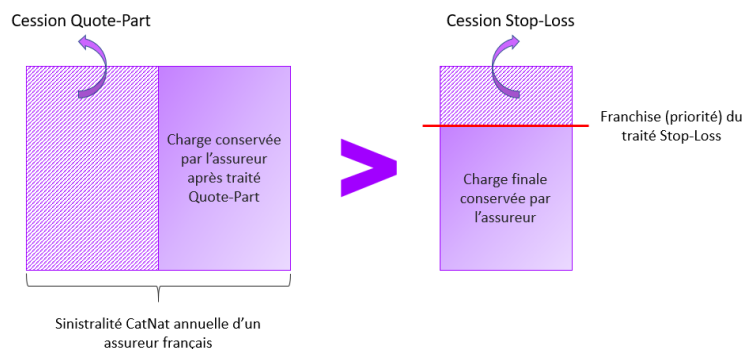 Cession Quote-Part
Cession Stop-Loss
Charge conservée
par l'assureur
après traité
Quote-Part
>
Franchise (priorité) du
traité Stop-Loss
Charge finale
conservée par
l'assureur
Sinistralité CatNat annuelle d'un
assureur français